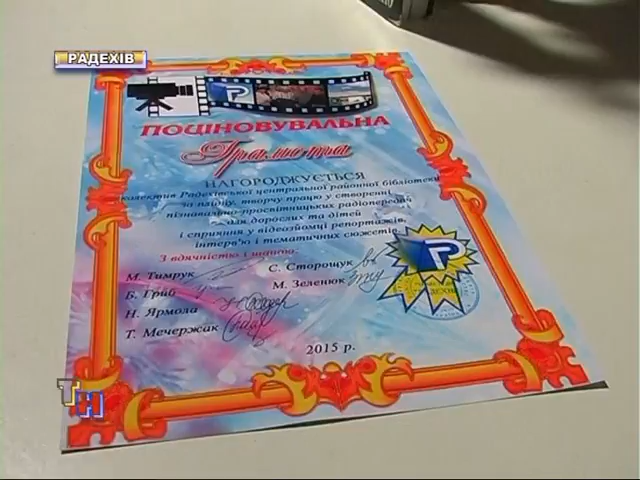 РАДЕХІВ
ПОЦІНОВУВАЛЬНА
Грамота
НАГОРОДЖУЄТЬСЯ
колектив Радехівської центральної районної бібліотеки
за плідну, творчу працю у створенні
пізнавально-просвітницьких радіопередач
для дорослих та дітей
і сприяння у відеозйомці репортажів,
інтерв'ю і тематичних сюжетів.
З вдячністю і шаною.
М. Тимрук
С. Сторощук
Б. Гриб
М. Зеленюк
Н. Ярмола
Т. Мечержак
2015 р.
ТН